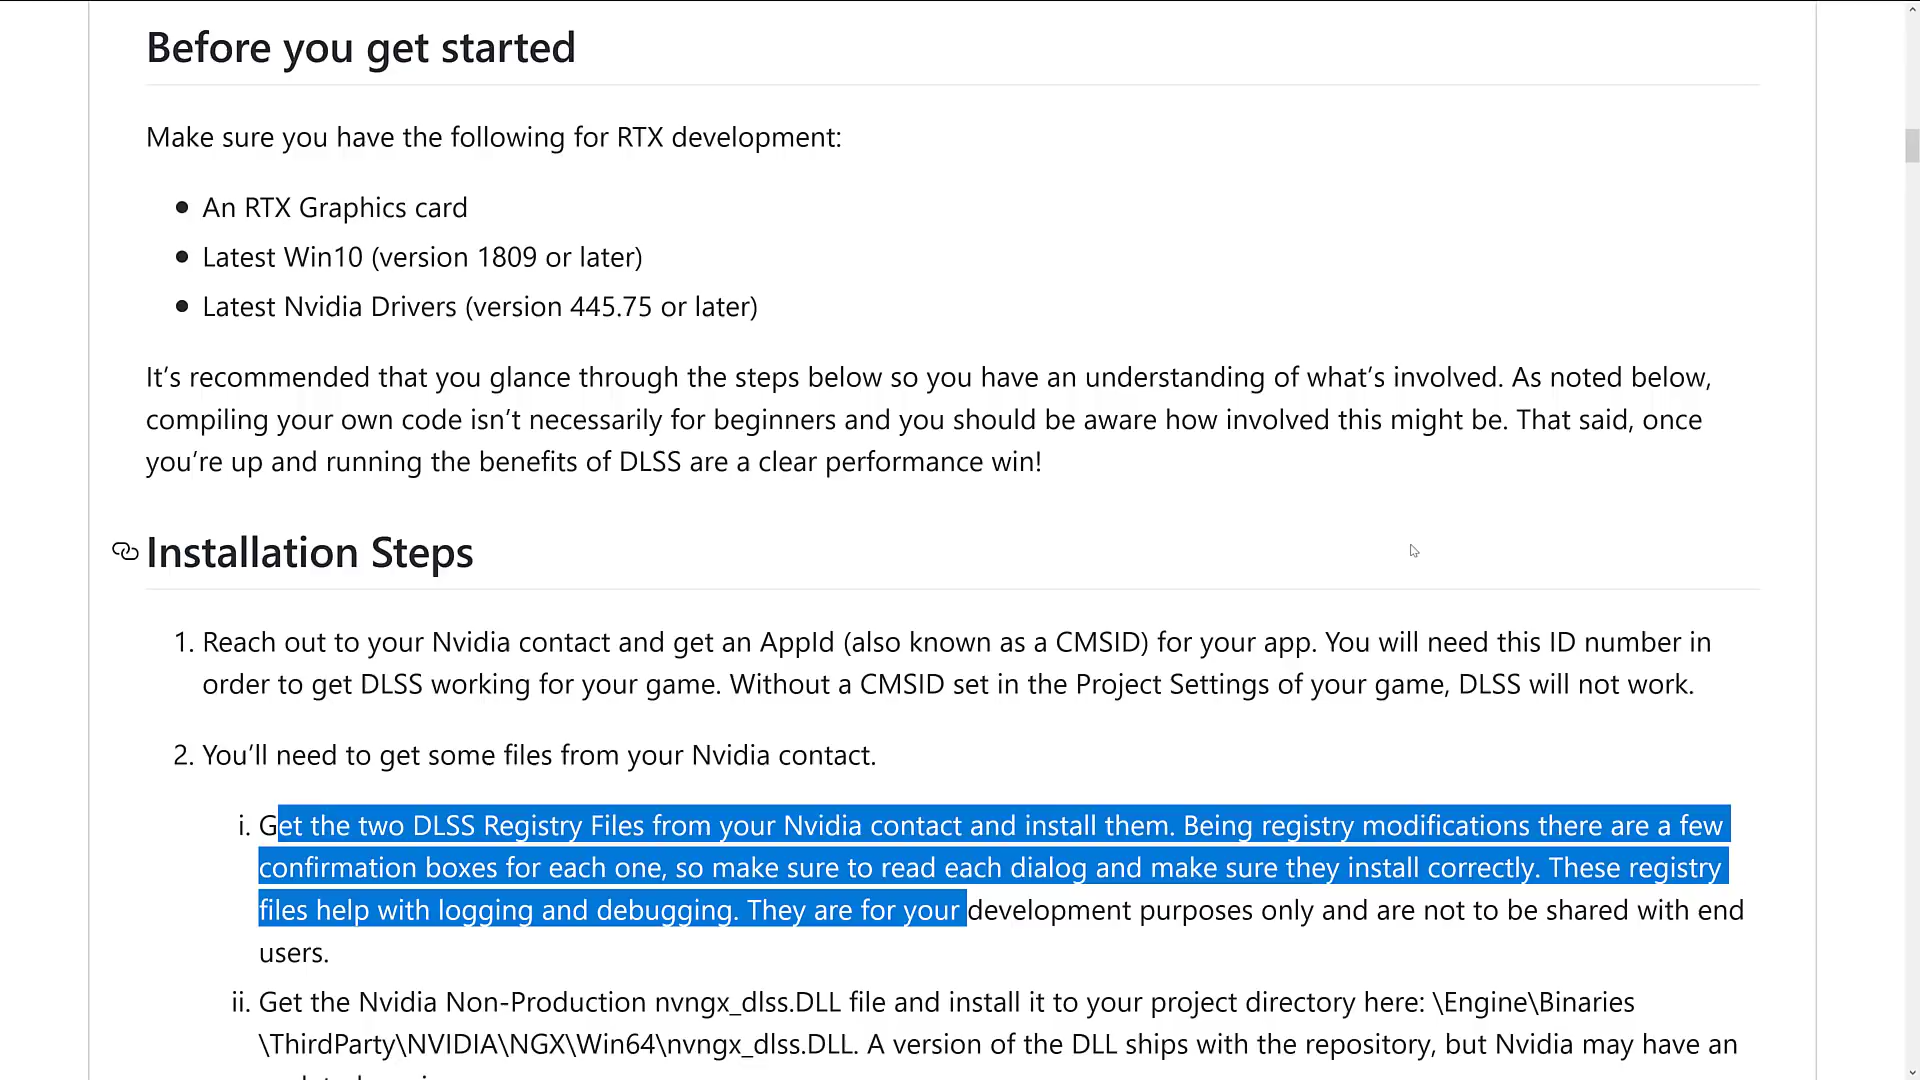 Before you get started
Make sure you have the following for RTX development:
• An RTX Graphics card
• Latest Win10 (version 1809 or later)
• Latest Nvidia Drivers (version 445.75 or later)
It’s recommended that you glance through the steps below so you have an understanding of what’s involved. As noted below,
compiling your own code isn’t necessarily for beginners and you should be aware how involved this might be. That said, once
you’re up and running the benefits of DLSS are a clear performance win!
Installation Steps
1. Reach out to your Nvidia contact and get an AppId (also known as a CMSID) for your app. You will need this ID number in
order to get DLSS working for your game. Without a CMSID set in the Project Settings of your game, DLSS will not work.
2. You’ll need to get some files from your Nvidia contact.
i. Get the two DLSS Registry Files from your Nvidia contact and install them. Being registry modifications there are a few
confirmation boxes for each one, so make sure to read each dialog and make sure they install correctly. These registry
files help with logging and debugging. They are for your development purposes only and are not to be shared with end
users.
ii. Get the Nvidia Non-Production nvngx_dlss.DLL file and install it to your project directory here: \Engine\Binaries
\ThirdParty\NVIDIA\NGX\Win64\nvngx_dlss.DLL. A version of the DLL ships with the repository, but Nvidia may have an